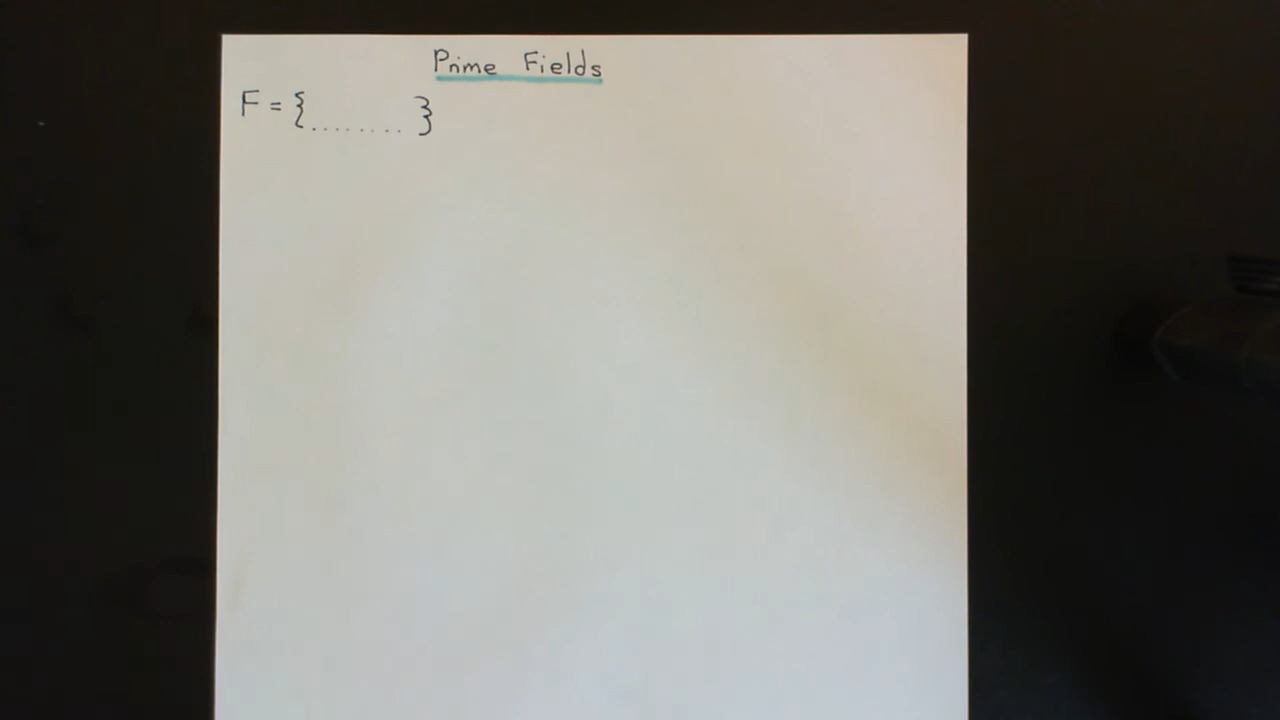 Prime Fields
F = {........}